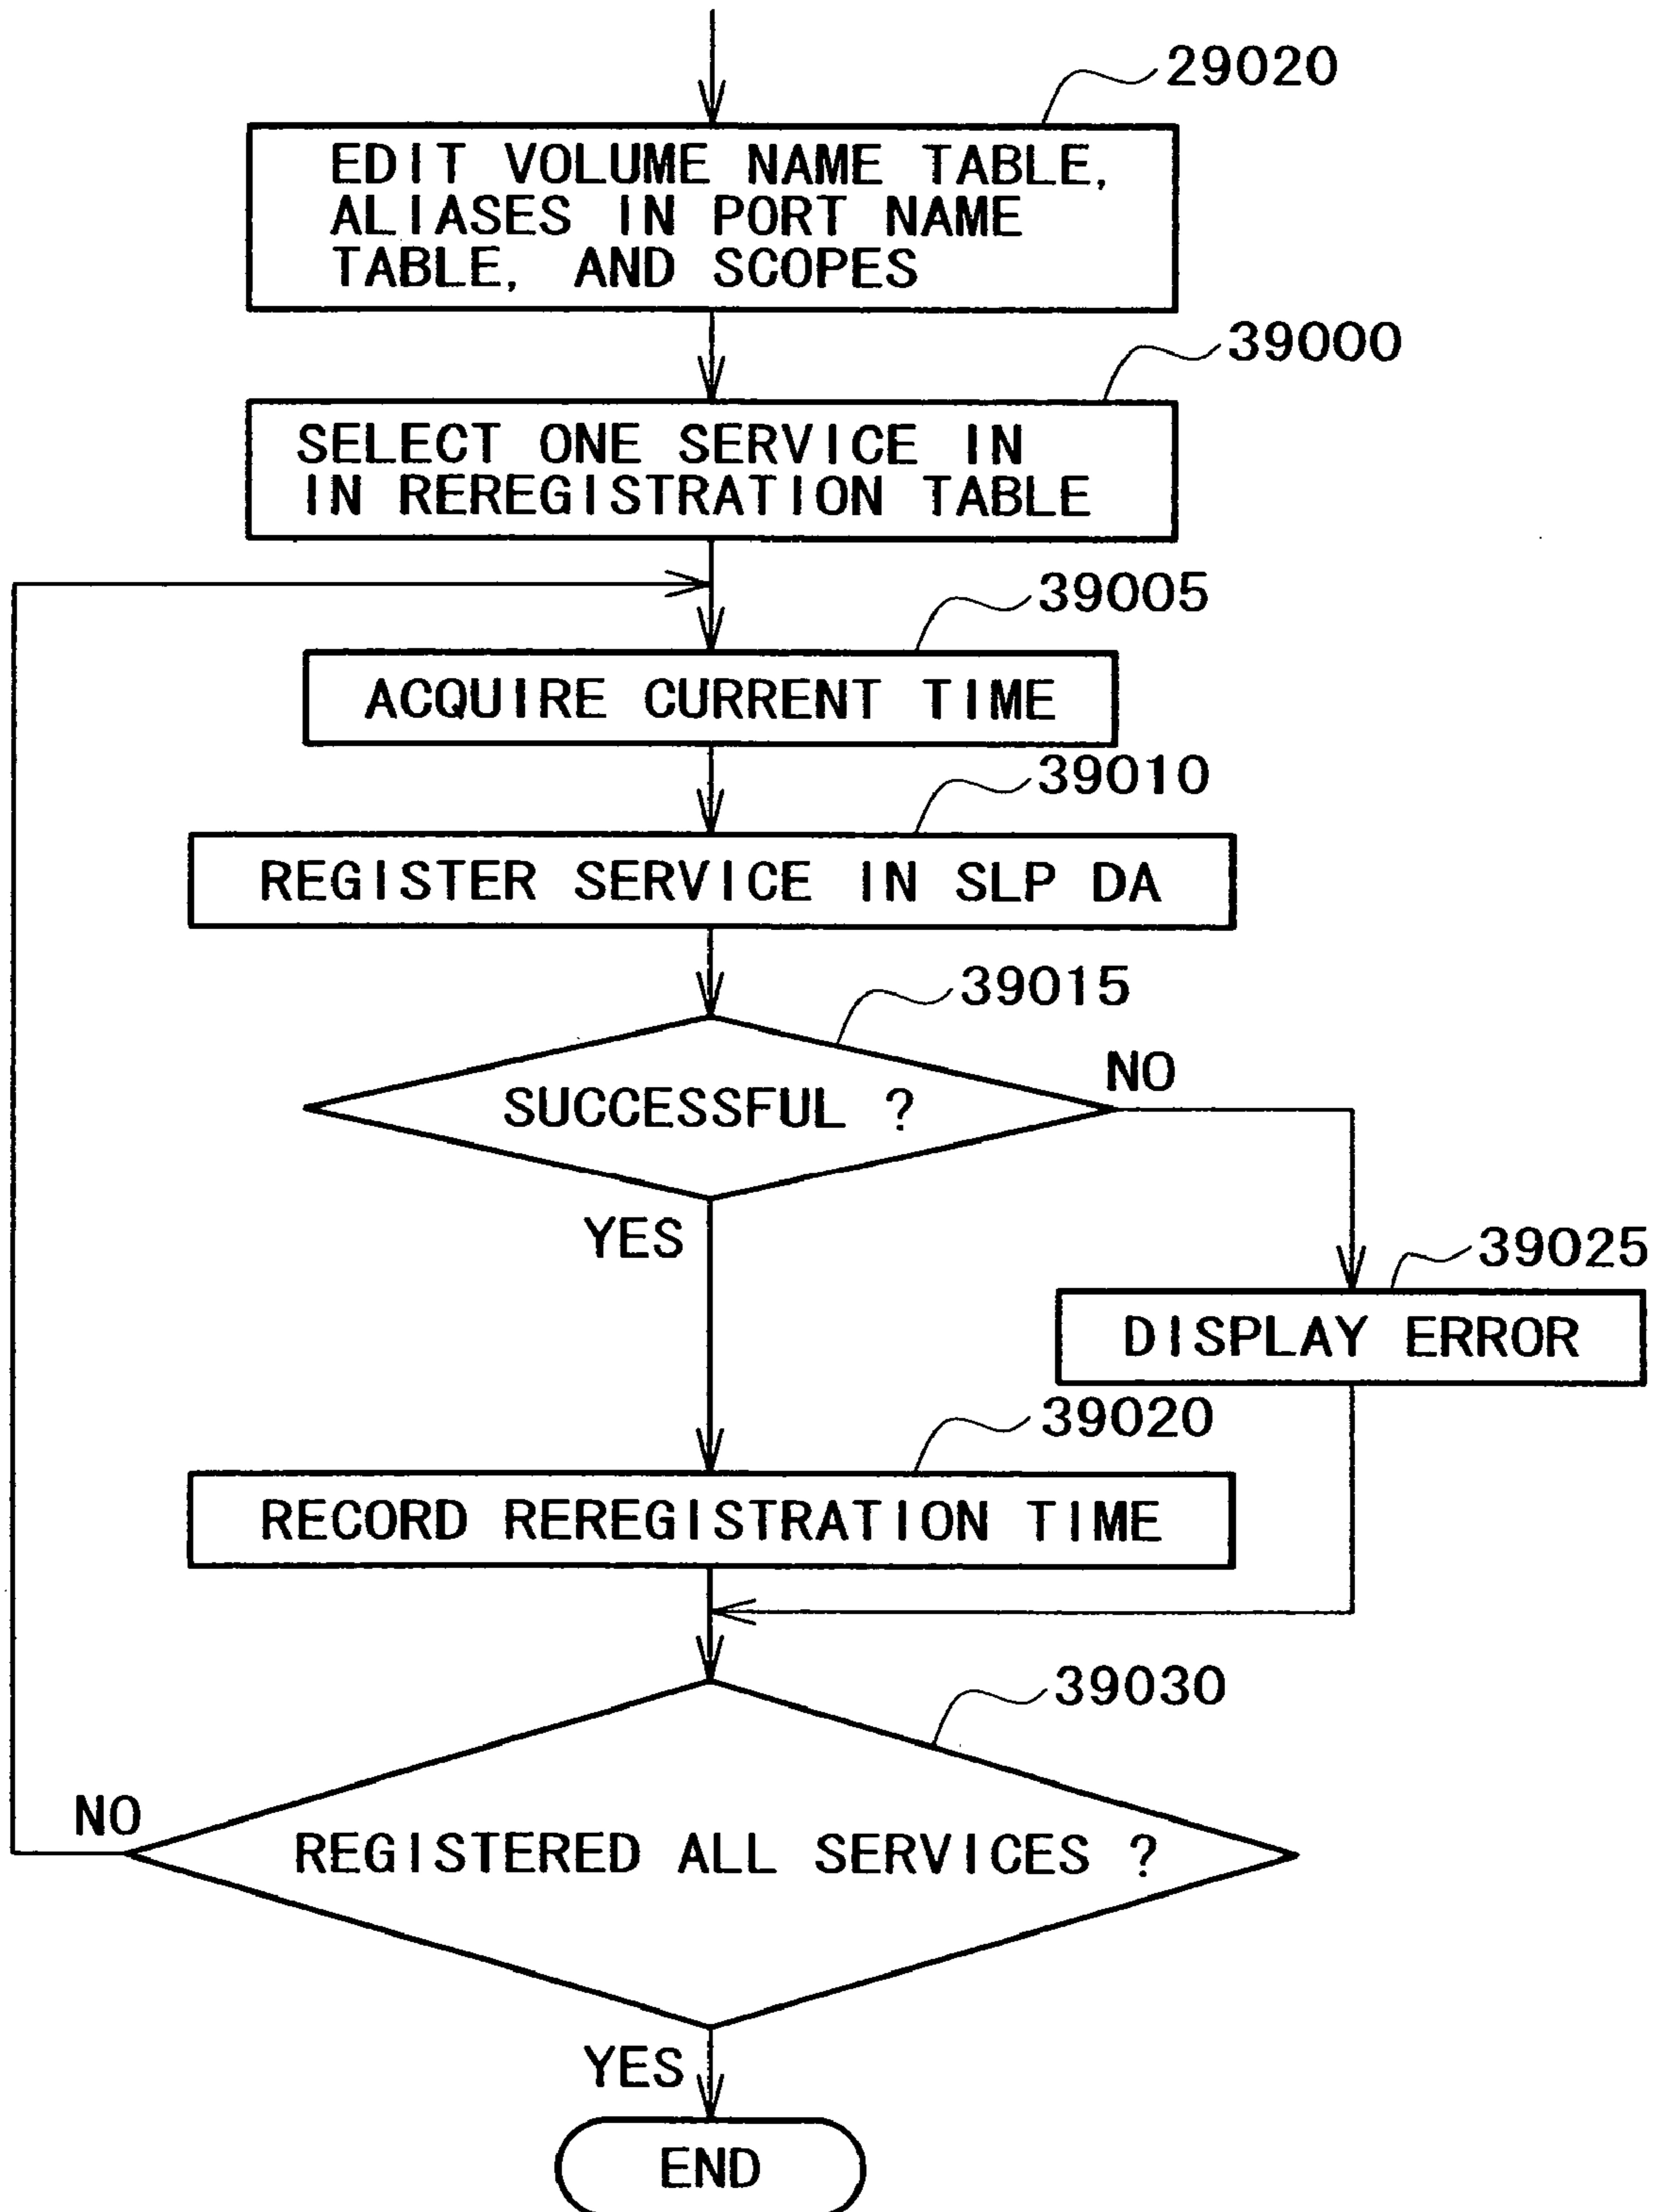 29020
EDIT VOLUME NAME TABLE,
ALIASES IN PORT NAME
TABLE, AND SCOPES
39000
SELECT ONE SERVICE IN
IN REREGISTRATION TABLE
39005
ACQUIRE CURRENT TIME
39010
REGISTER SERVICE IN SLP DA
39015
NO
SUCCESSFUL ?
YES
39025
DISPLAY ERROR
39020
RECORD REREGISTRATION TIME
39030
NO
REGISTERED ALL SERVICES ?
YES
END